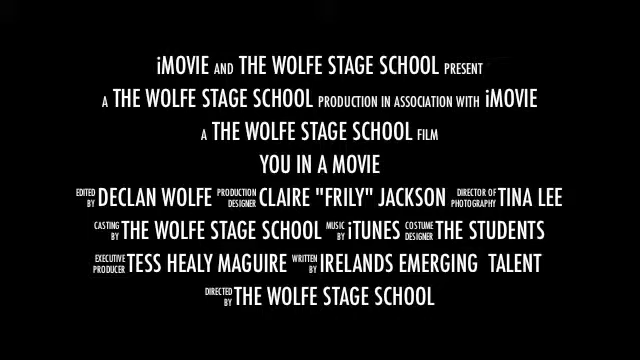 iMOVIE AND THE WOLFE STAGE SCHOOL PRESENT
A THE WOLFE STAGE SCHOOL PRODUCTION IN ASSOCIATION WITH iMOVIE
A THE WOLFE STAGE SCHOOL FILM
YOU IN A MOVIE
EDITED BY DECLAN WOLFE PRODUCTION DESIGNER CLAIRE "FRILY" JACKSON DIRECTOR OF PHOTOGRAPHY TINA LEE
CASTING BY THE WOLFE STAGE SCHOOL MUSIC BY iTUNES COSTUME DESIGNER THE STUDENTS
EXECUTIVE PRODUCER TESS HEALY MAGUIRE WRITTEN BY IRELANDS EMERGING TALENT
DIRECTED BY THE WOLFE STAGE SCHOOL